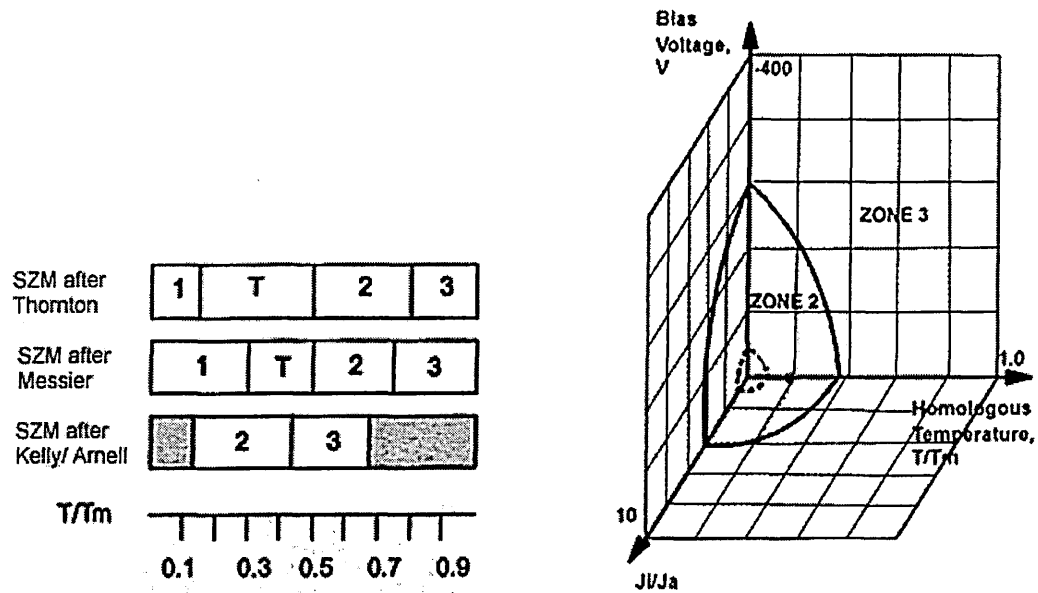 SZM after
Thornton
1 T 2 3
SZM after
Messier
1 T 2 3
SZM after
Kelly/ Arnell
2 3
T/Tm
0.1 0.3 0.5 0.7 0.9
Bias
Voltage,
V
-400
ZONE 3
ZONE 2
1.0
Homologous
Temperature,
T/Tm
10
Ji/Ja